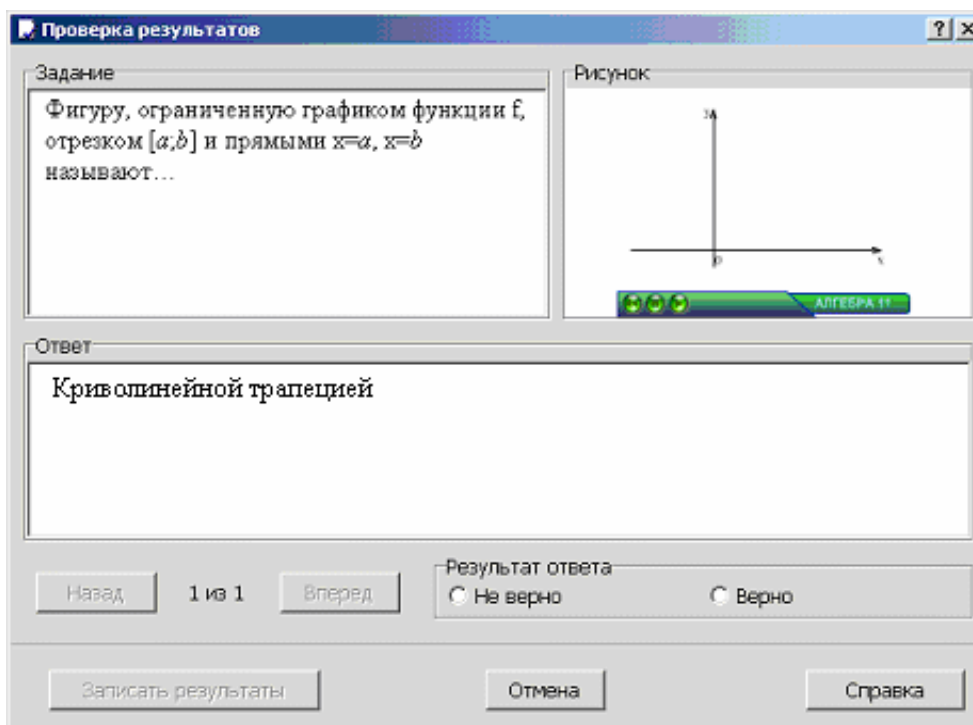 Проверка результатов
Задание
Фигуру, ограниченную графиком функции f,
отрезком [a;b] и прямыми x=a, x=b
называют...
Рисунок
x
АЛГЕБРА 11
Ответ
Криволинейной трапецией
Назад
1 из 1
Вперед
Результат ответа
Не верно
Верно
Записать результаты
Отмена
Справка